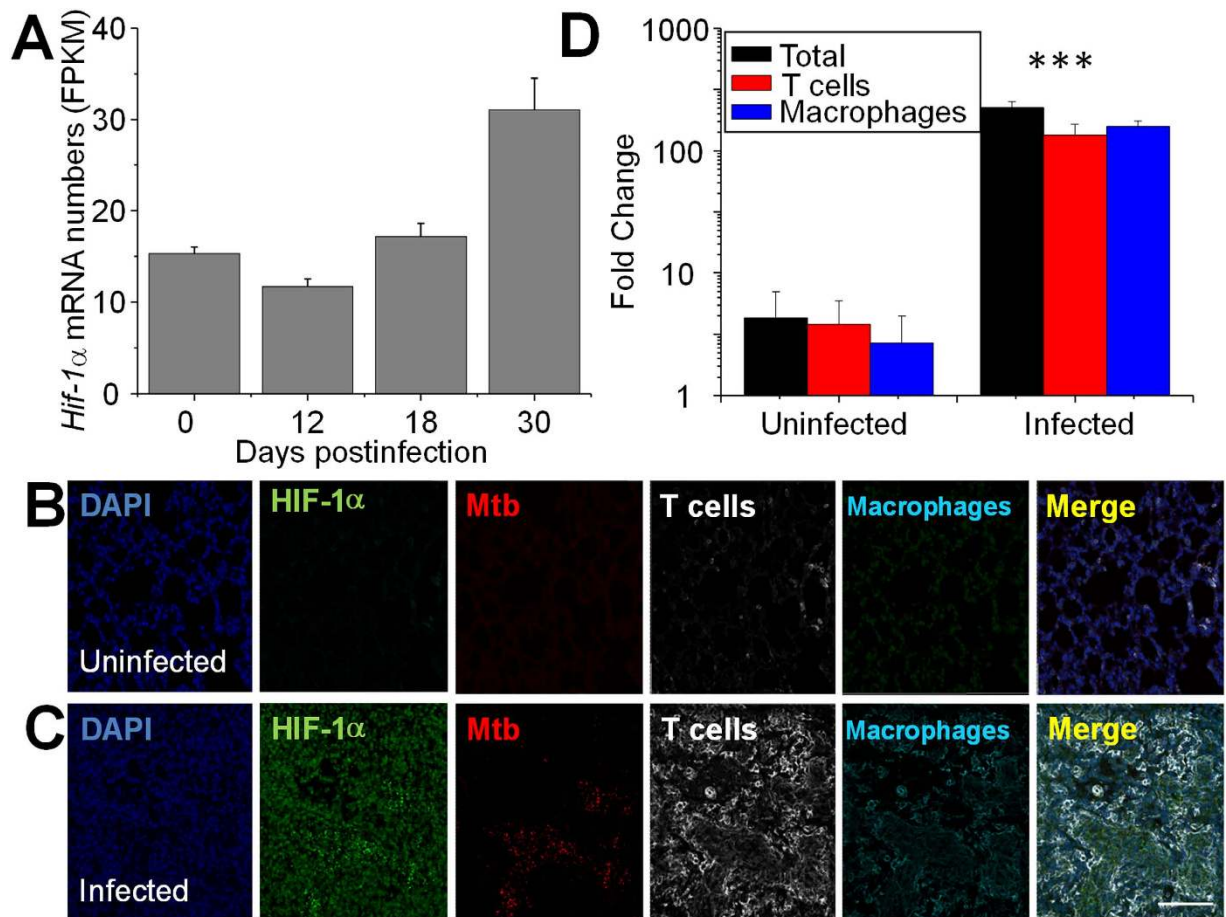 A
Hif-1α mRNA numbers (FPKM)
40
30
20
10
0
0 12 18 30
Days postinfection
D
Fold Change
1000
100
10
1
Total
T cells
Macrophages
***
Uninfected Infected
B
DAPI HIF-1α Mtb T cells Macrophages Merge
Uninfected
C
DAPI HIF-1α Mtb T cells Macrophages Merge
Infected